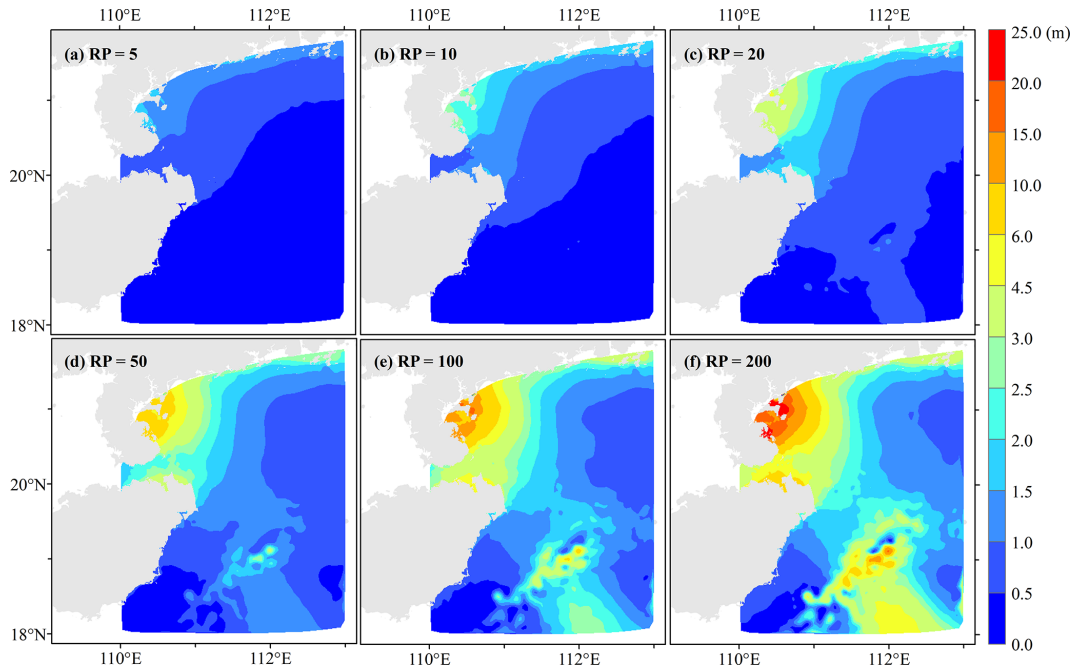 110°E 112°E 110°E 112°E 110°E 112°E
(a) RP = 5 (b) RP = 10 (c) RP = 20
25.0 (m)
20.0
15.0
20°N
10.0
6.0
4.5
18°N
3.0
(d) RP = 50 (e) RP = 100 (f) RP = 200
2.5
2.0
20°N
1.5
1.0
0.5
18°N
0.0
110°E 112°E 110°E 112°E 110°E 112°E